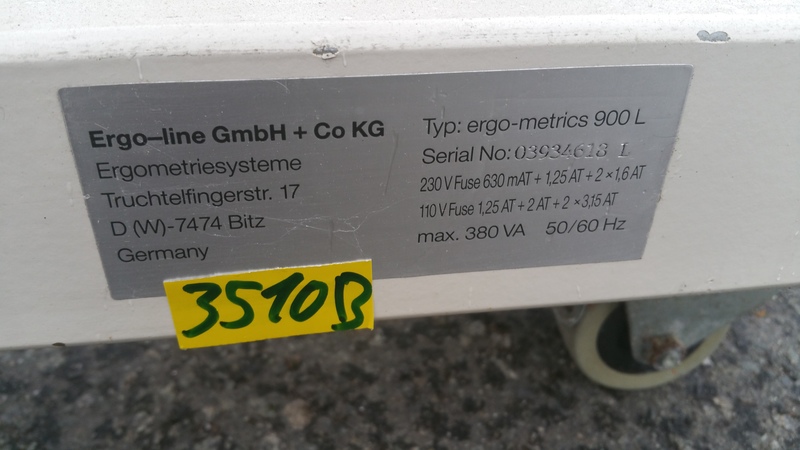 Ergo–line GmbH + Co KG
Ergometriesysteme
Truchtelfingerstr. 17
D (W)-7474 Bitz
Germany
Typ: ergo-metrics 900 L
Serial No: 03934618 L
230 V Fuse 630 mAT + 1,25 AT + 2 × 1,6 AT
110 V Fuse 1,25 AT + 2 AT + 2 × 3,15 AT
max. 380 VA 50/60 Hz
3510B